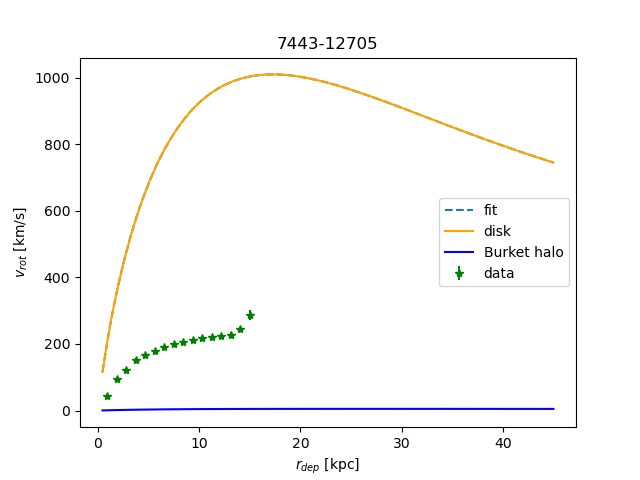 7443-12705
1000
800
600
400
200
0
v_rot [km/s]
fit
disk
Burket halo
data
0 10 20 30 40
r_dep [kpc]